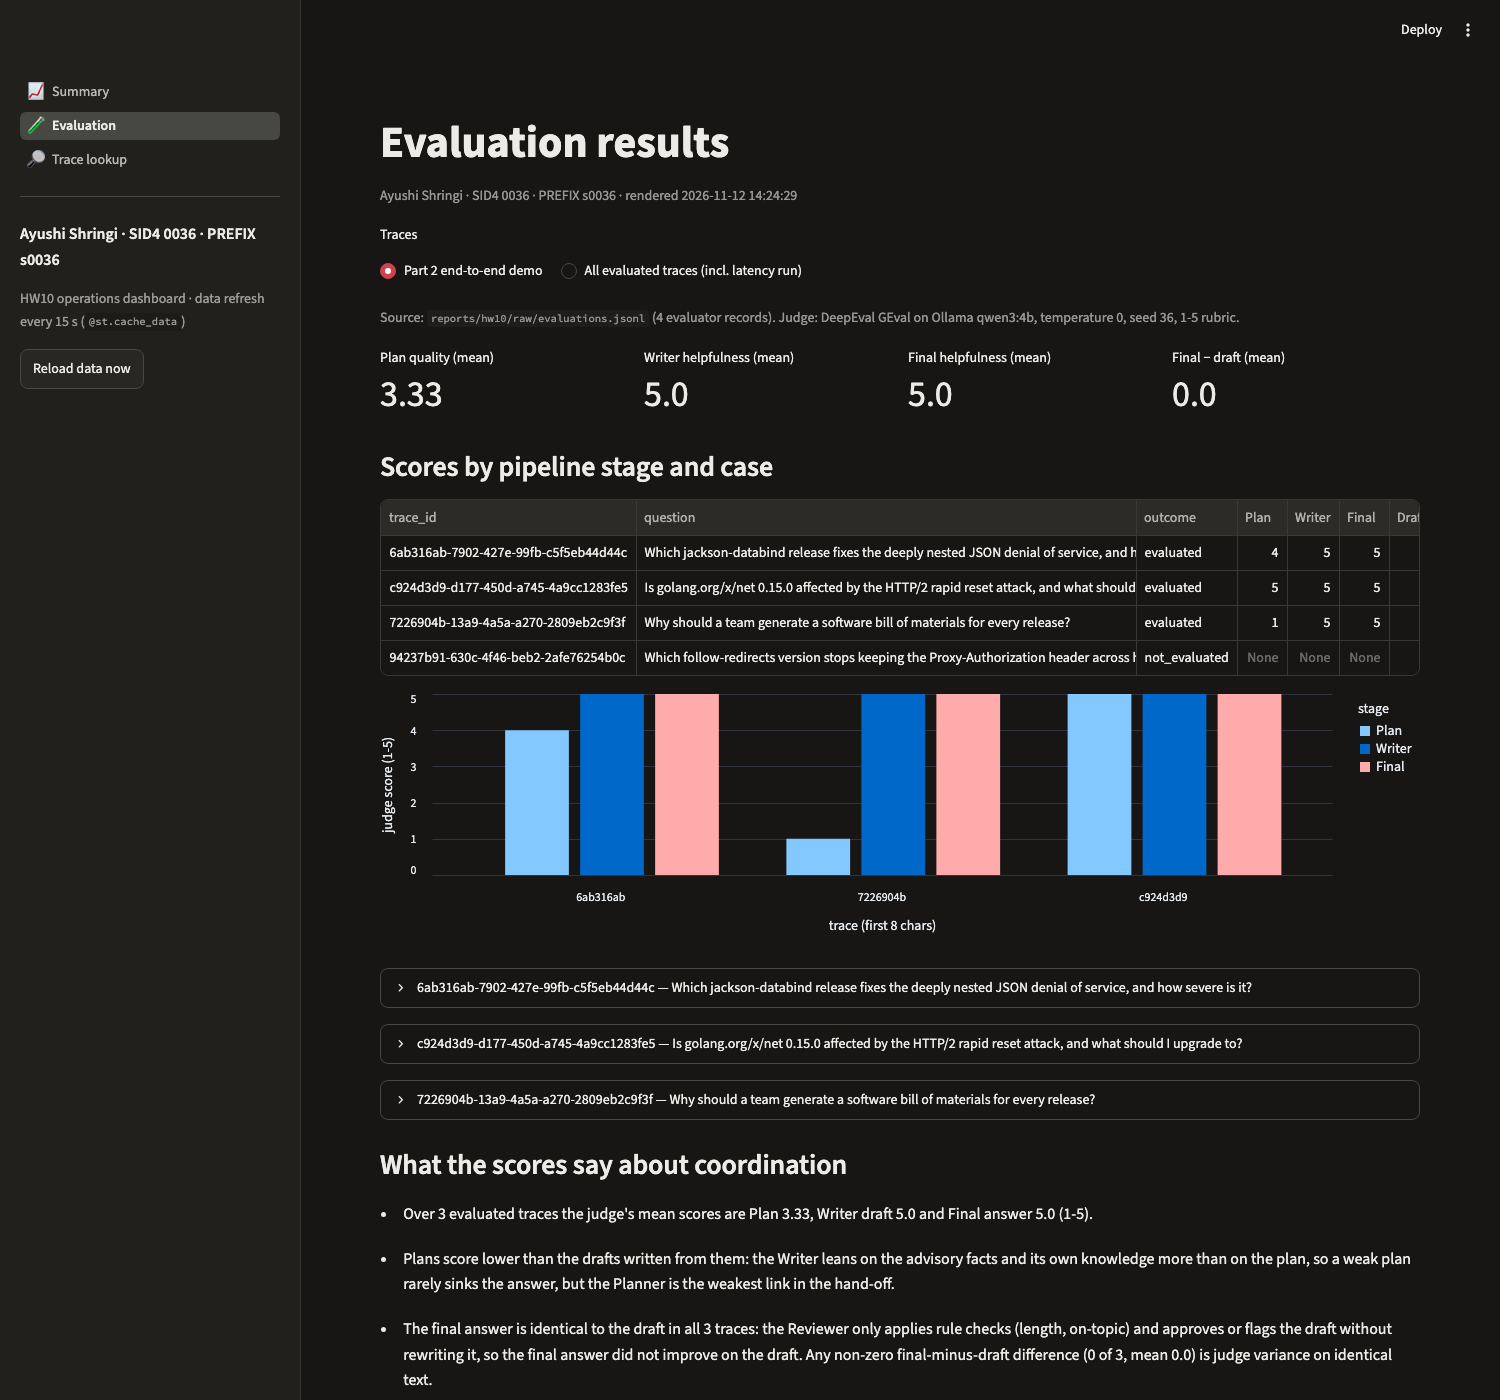 Deploy
Summary
Evaluation
Trace lookup
Ayushi Shringi · SID4 0036 · PREFIX
s0036
HW10 operations dashboard · data refresh
every 15 s ( @st.cache_data )
Reload data now
Evaluation results
Ayushi Shringi · SID4 0036 · PREFIX s0036 · rendered 2026-11-12 14:24:29
Traces
Part 2 end-to-end demo All evaluated traces (incl. latency run)
Source: reports/hw10/raw/evaluations.jsonl (4 evaluator records). Judge: DeepEval GEval on Ollama qwen3:4b, temperature 0, seed 36, 1-5 rubric.
Plan quality (mean) Writer helpfulness (mean) Final helpfulness (mean) Final − draft (mean)
3.33 5.0 5.0 0.0
Scores by pipeline stage and case
trace_id question outcome Plan Writer Final
6ab316ab-7902-427e-99fb-c5f5eb44d44c Which jackson-databind release fixes the deeply nested JSON denial of service, and evaluated 4 5 5
c924d3d9-d177-450d-a745-4a9cc1283fe5 Is golang.org/x/net 0.15.0 affected by the HTTP/2 rapid reset attack, and what should evaluated 5 5 5
7226904b-13a9-4a5a-a270-2809eb2c9f3f Why should a team generate a software bill of materials for every release? evaluated 1 5 5
94237b91-630c-4f46-beb2-2afe76254b0c Which follow-redirects version stops keeping the Proxy-Authorization header across not_evaluated None None None
judge score (1-5)
5
4
3
2
1
0
6ab316ab 7226904b c924d3d9
trace (first 8 chars)
stage
Plan
Writer
Final
6ab316ab-7902-427e-99fb-c5f5eb44d44c — Which jackson-databind release fixes the deeply nested JSON denial of service, and how severe is it?
c924d3d9-d177-450d-a745-4a9cc1283fe5 — Is golang.org/x/net 0.15.0 affected by the HTTP/2 rapid reset attack, and what should I upgrade to?
7226904b-13a9-4a5a-a270-2809eb2c9f3f — Why should a team generate a software bill of materials for every release?
What the scores say about coordination
• Over 3 evaluated traces the judge's mean scores are Plan 3.33, Writer draft 5.0 and Final answer 5.0 (1-5).
• Plans score lower than the drafts written from them: the Writer leans on the advisory facts and its own knowledge more than on the plan, so a weak plan
rarely sinks the answer, but the Planner is the weakest link in the hand-off.
• The final answer is identical to the draft in all 3 traces: the Reviewer only applies rule checks (length, on-topic) and approves or flags the draft without
rewriting it, so the final answer did not improve on the draft. Any non-zero final-minus-draft difference (0 of 3, mean 0.0) is judge variance on identical
text.